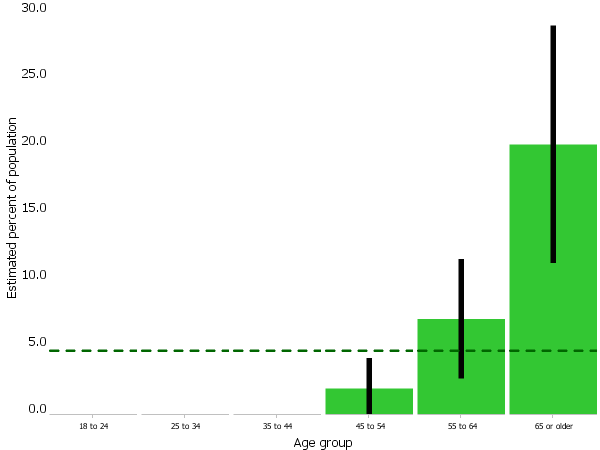 30.0
25.0
20.0
15.0
10.0
5.0
0.0
Estimated percent of population
18 to 24
25 to 34
35 to 44
45 to 54
55 to 64
65 or older
Age group